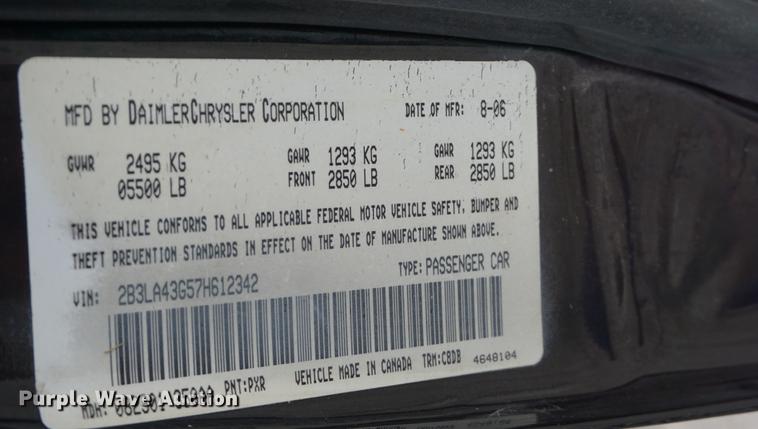 MFD BY DAIMLERCHRYSLER CORPORATION DATE OF MFR: 8-06
GVWR 2495 KG GAWR 1293 KG GAWR 1293 KG
05500 LB FRONT 2850 LB REAR 2850 LB
THIS VEHICLE CONFORMS TO ALL APPLICABLE FEDERAL MOTOR VEHICLE SAFETY, BUMPER AND
THEFT PREVENTION STANDARDS IN EFFECT ON THE DATE OF MANUFACTURE SHOWN ABOVE.
VIN: 2B3LA43G57H612342 TYPE: PASSENGER CAR
MDH: PNT:PXR VEHICLE MADE IN CANADA TRM:C8DB 4648104
Purple Wave Auction